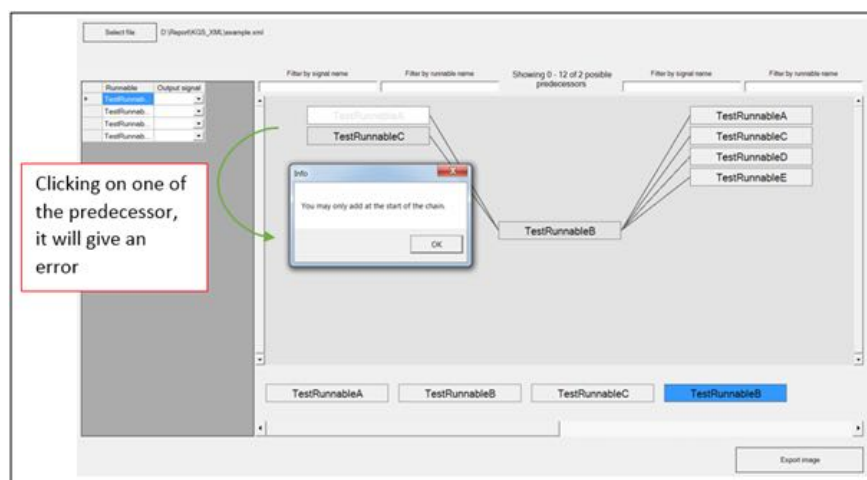 Select file
D:\Report\KGS_XML\example.xml
Filter by signal name
Filter by runnable name
Showing 0 - 12 of 2 posible
predecessors
Filter by signal name
Filter by runnable name
Runnable
Output signal
TestRunnab...
TestRunnab...
TestRunnab...
TestRunnab...
TestRunnableA
TestRunnableC
TestRunnableA
TestRunnableC
TestRunnableD
TestRunnableE
Info
You may only add at the start of the chain.
OK
TestRunnableB
Clicking on one of
the predecessor,
it will give an
error
TestRunnableA
TestRunnableB
TestRunnableC
TestRunnableB
Export image